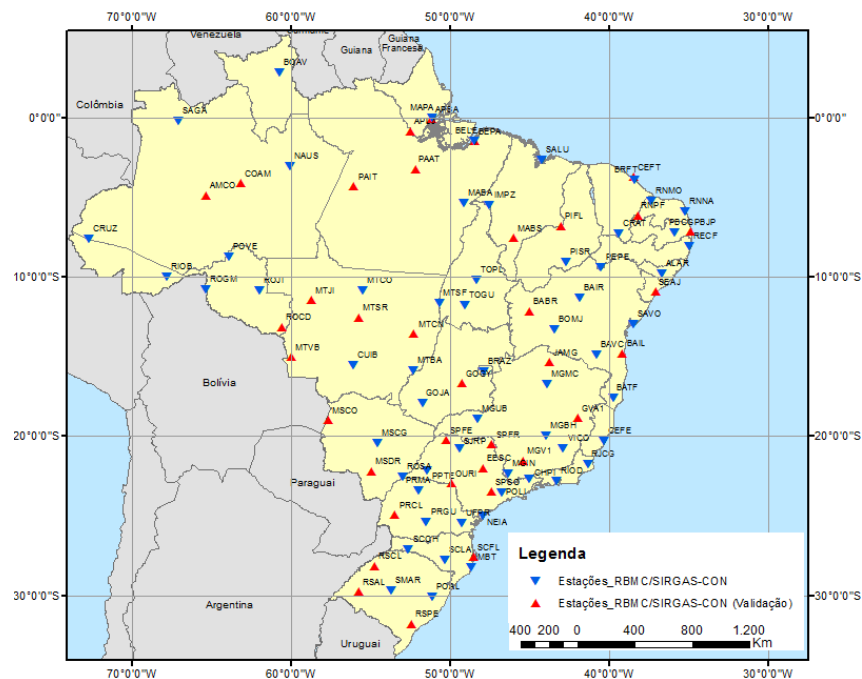 70°0'0"W 60°0'0"W 50°0'0"W 40°0'0"W 30°0'0"W
Venezuela
Guiana
Guiana
Francesa
Colômbia
BOAV
0°0'0"
0°0'0"
SAGA
MAPA
BELE
BEPA
SALU
NAUS
COAM
AMCO
PAIT
PAAT
BRFT
CEFT
MABA
IMPZ
RNMO
RNPF
RNNA
PIFL
MABS
CRAT
PBCG
PBJP
RECF
CRUZ
POVE
PISR
PEPE
ALAR
RIOB
10°0'0"S
10°0'0"S
ROGM
ROJI
MTJI
MTCO
TOPL
MTSF
TOGU
BAIR
SEAJ
ROCD
MTSR
MTCN
BABR
BOMJ
SAVO
MTVB
CUIB
MTBA
BRAZ
JAMG
BAVC
BAIL
Bolívia
GOGY
MGMC
GOJA
BATF
MSCO
MGUB
GVA1
20°0'0"S
20°0'0"S
MSCG
SPFE
SJRP
SPFR
MGBH
VICO
CEFE
MSDR
ROSA
EESC
MGV1
RJCG
Paraguai
PPTE
OURI
MGIN
CHPI
RIOD
PRMA
SPSO
POLI
PRCL
PRGU
UFPR
NEIA
SCCH
SCLA
SCFL
RSCL
Legenda
Estações_RBMC/SIRGAS-CON
RSAL
SMAR
POAL
Estações_RBMC/SIRGAS-CON (Validação)
30°0'0"S
30°0'0"S
Argentina
RSPE
400 200 0 400 800 1.200
Km
Uruguai
70°0'0"W 60°0'0"W 50°0'0"W 40°0'0"W 30°0'0"W